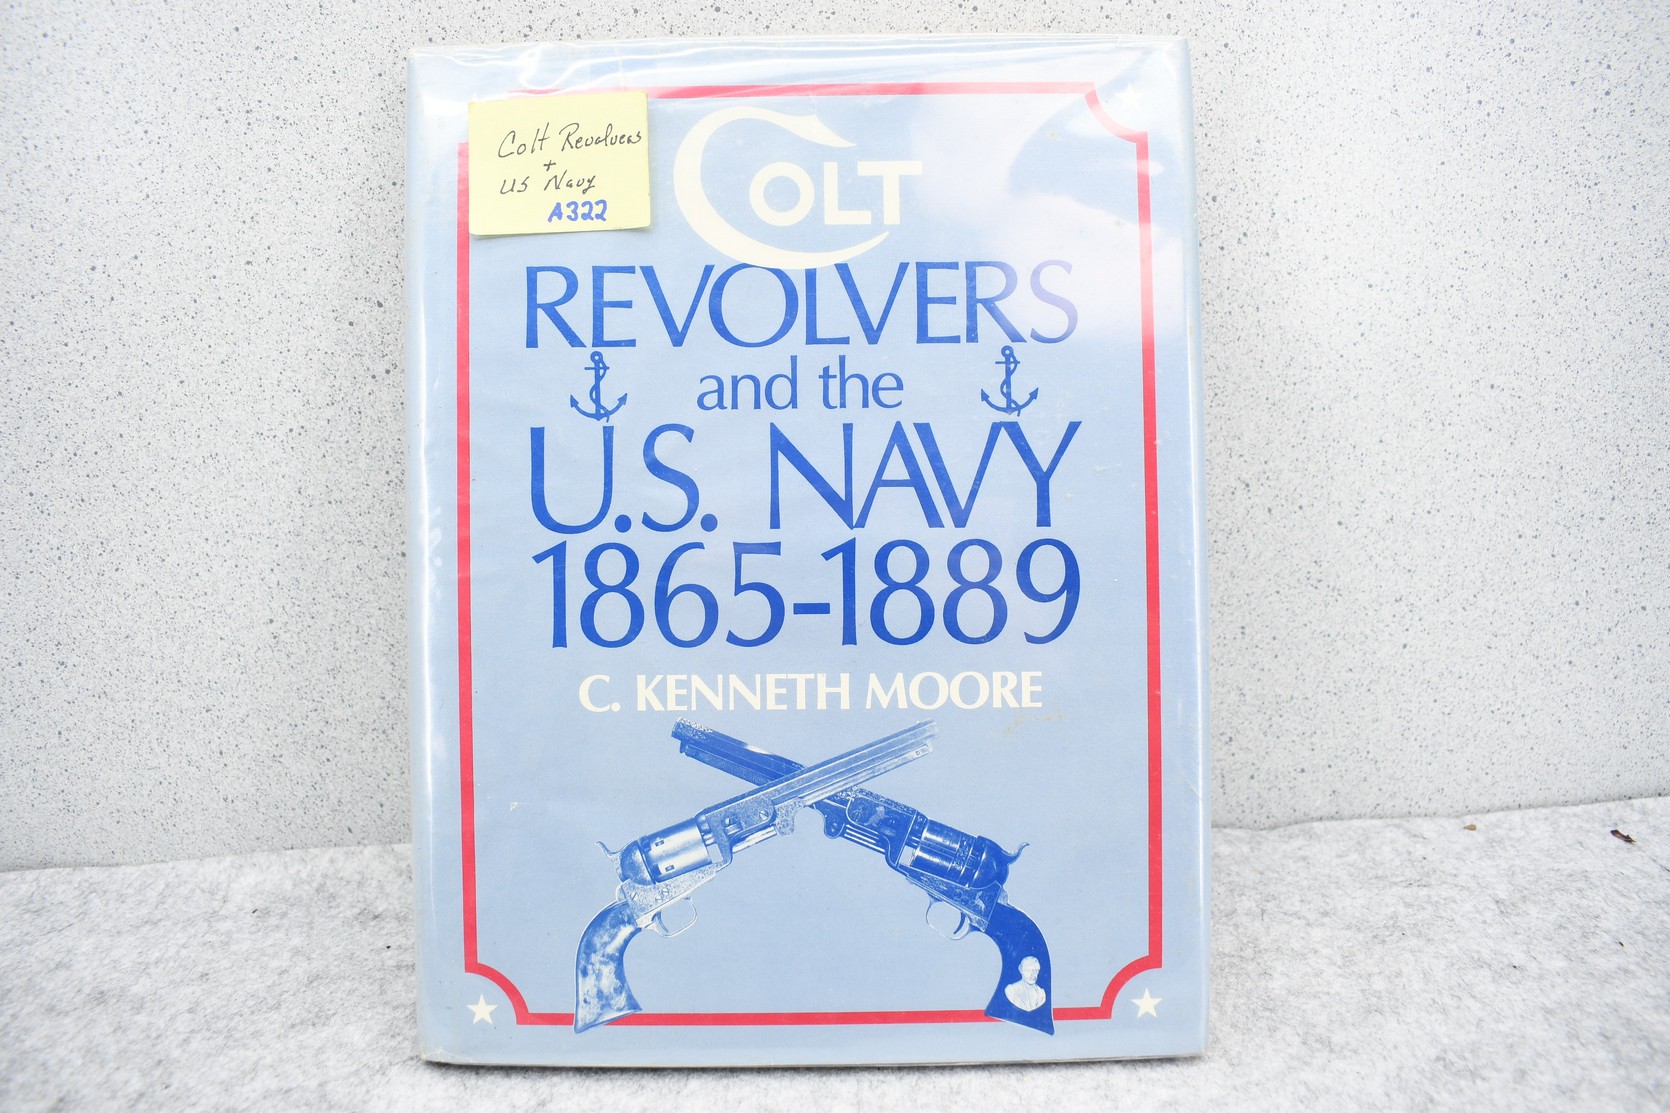 Colt Revolvers
+
US Navy
A322
COLT
REVOLVERS
and the
U.S. NAVY
1865-1889
C. KENNETH MOORE